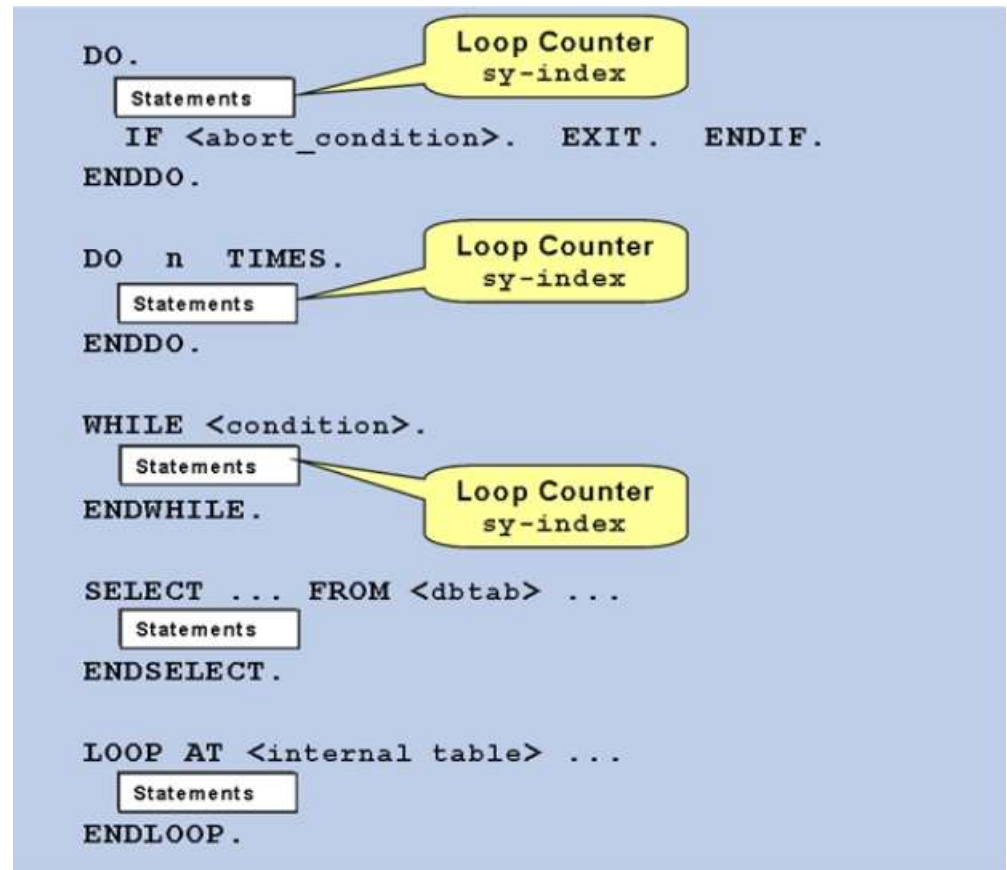 DO.
Loop Counter
sy-index
Statements
IF <abort_condition>. EXIT. ENDIF.
ENDDO.
DO n TIMES.
Loop Counter
sy-index
Statements
ENDDO.
WHILE <condition>.
Statements
Loop Counter
sy-index
ENDWHILE.
SELECT ... FROM <dbtab> ...
Statements
ENDSELECT.
LOOP AT <internal table> ...
Statements
ENDLOOP.